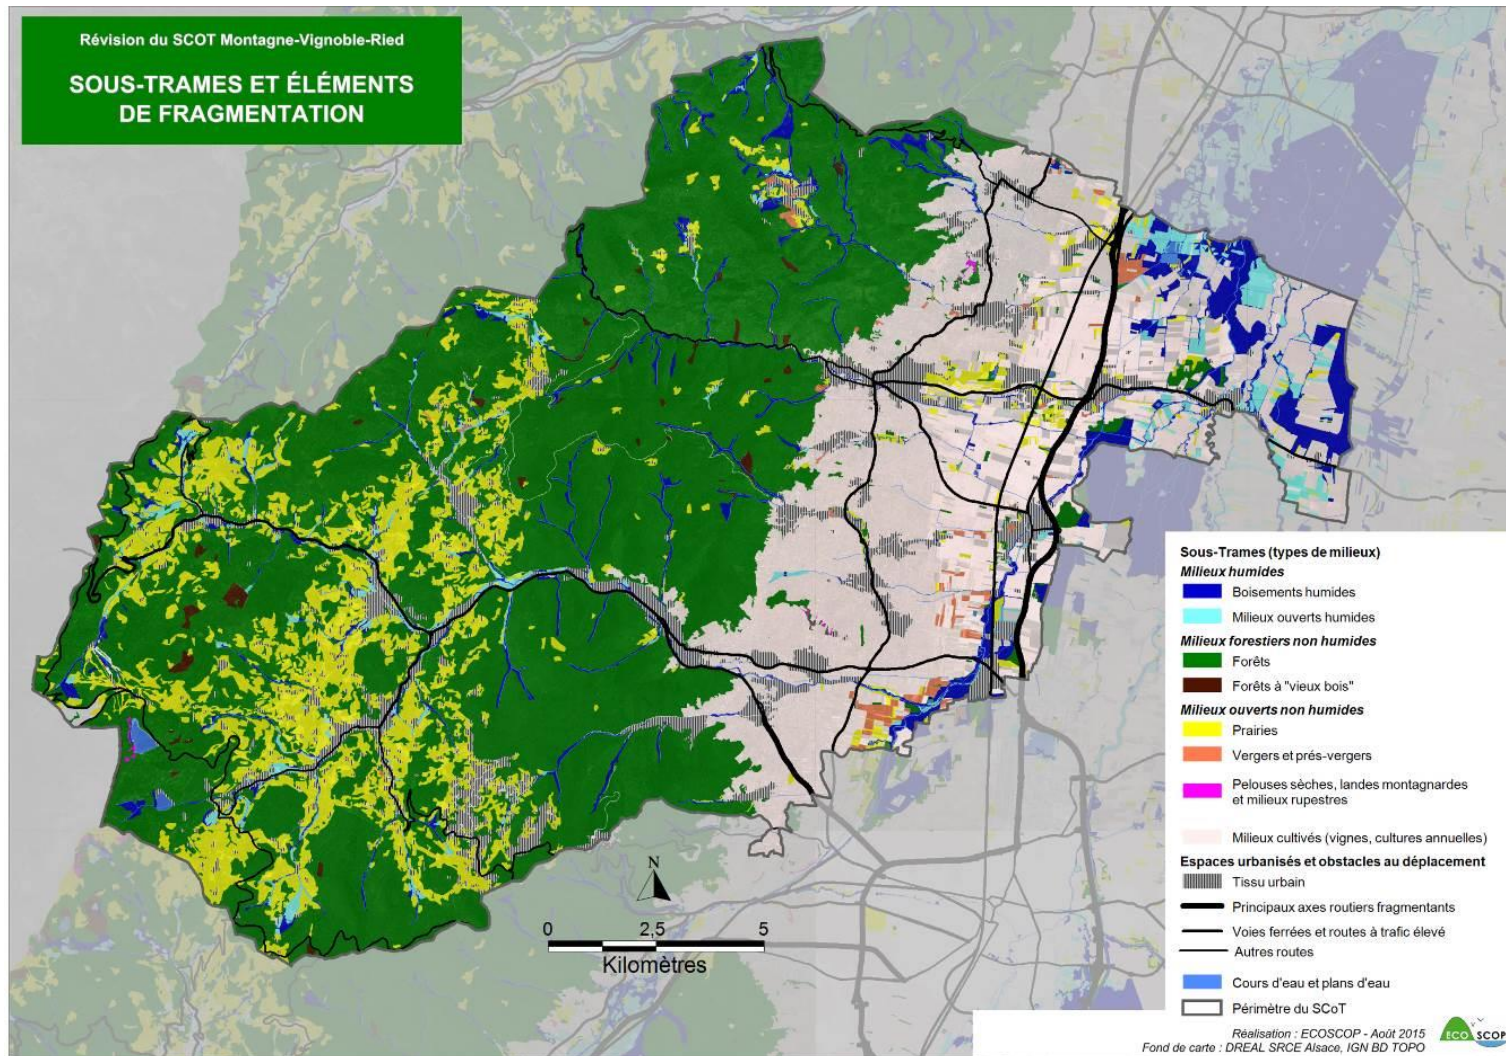 Révision du SCOT Montagne-Vignoble-Ried
SOUS-TRAMES ET ÉLÉMENTS
DE FRAGMENTATION
N
0 2,5 5
Kilomètres
Sous-Trames (types de milieu)
Milieux humides
Boisements humides
Milieux ouverts humides
Milieux forestiers non humides
Forêts
Forêts à "vieux bois"
Milieux ouverts non humides
Prairies
Vergers et prés-vergers
Pelouses sèches, landes montagnardes
et milieux rupestres
Milieux cultivés (vignes, cultures annuelles)
Espaces urbanisés et obstacles au déplacement
Tissu urbain
Principaux axes routiers fragmentants
Voies ferrées et routes à trafic élevé
Autres routes
Cours d'eau et plans d'eau
Périmètre du SCoT
Réalisation : ECOSCOP - Août 2015
Fond de carte : DREAL SRCE Alsace, IGN BD TOPO
ECO SCOP